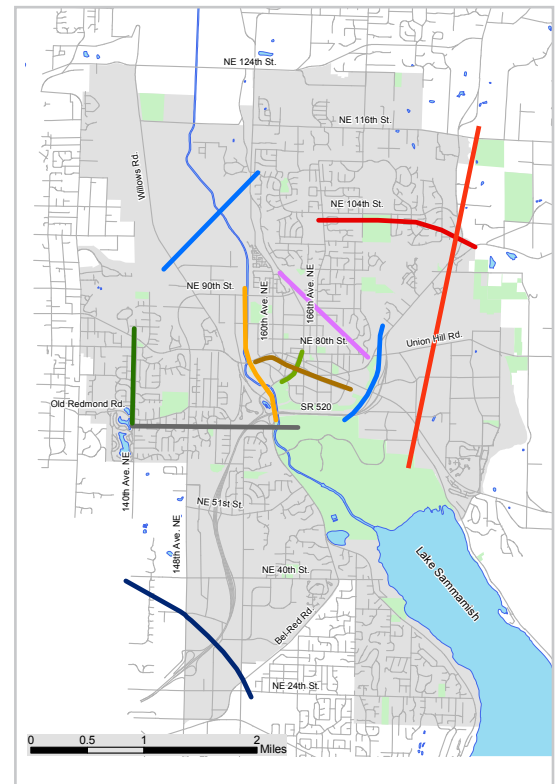 NE 124th St.
NE 116th St.
Willows Rd.
NE 104th St.
NE 90th St.
160th Ave. NE
166th Ave. NE
NE 80th St.
Union Hill Rd.
Old Redmond Rd.
SR 520
140th Ave. NE
148th Ave. NE
NE 51st St.
NE 40th St.
Lake Sammamish
Bel-Red Rd.
NE 24th St.
0 0.5 1 2
Miles